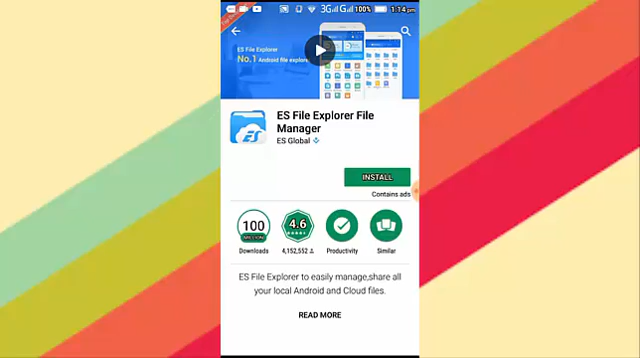 3G G 100% 1:14 pm
ES File Explorer
No.1 Android file explore
ES File Explorer File
Manager
ES Global
INSTALL
Contains ads
100
MILLION
4.6
Downloads
4,152,552
Productivity
Similar
ES File Explorer to easily manage,share all
your local Android and Cloud files.
READ MORE